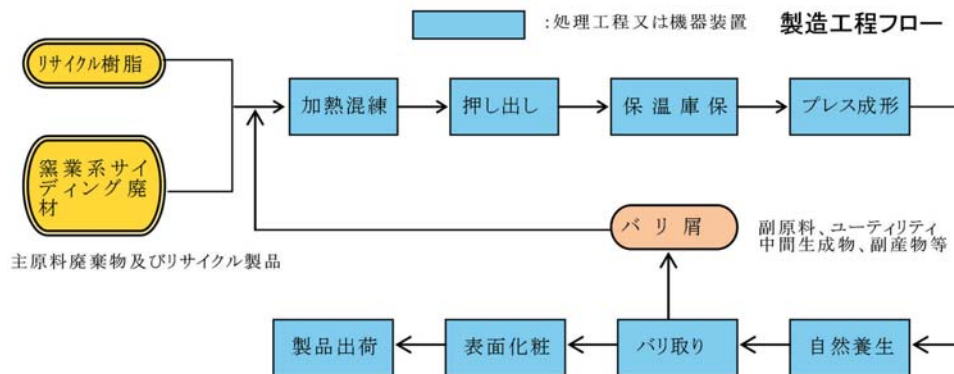 :処理工程又は機器装置
製造工程フロー
リサイクル樹脂
加熱混練
押し出し
保温庫保
プレス成形
窯業系サイ
ディング廃
材
バリ屑
副原料、ユーティリティ
中間生成物、副産物等
主原料廃棄物及びリサイクル製品
製品出荷
表面化粧
バリ取り
自然養生